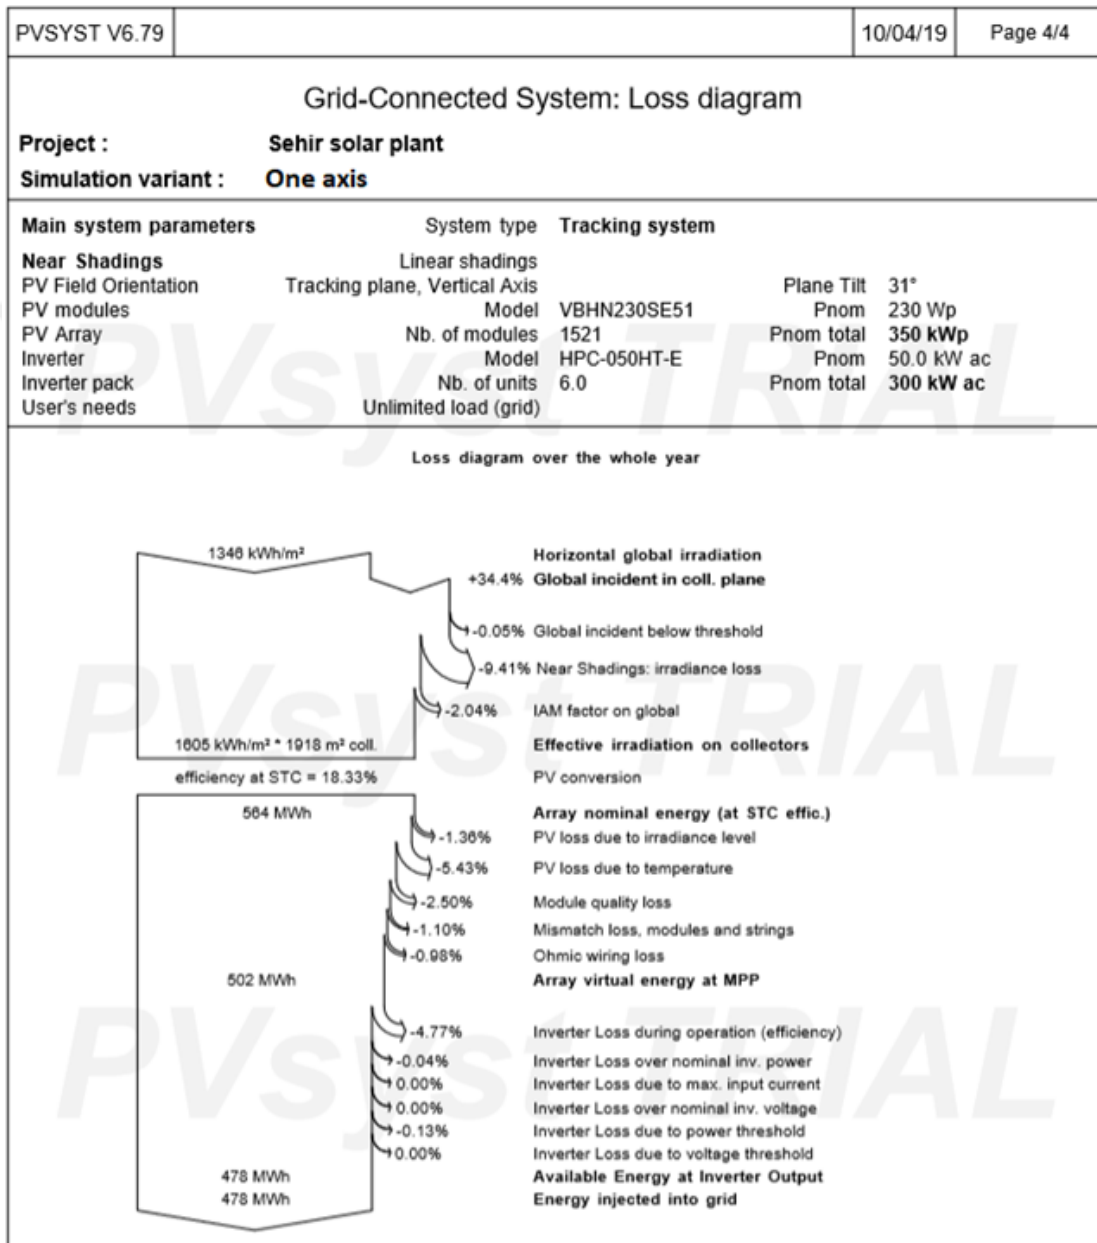 PVSYST V6.79 10/04/19 Page 4/4
Grid-Connected System: Loss diagram
Project : Sehir solar plant
Simulation variant : One axis
Main system parameters System type Tracking system
Near Shadings Linear shadings
PV Field Orientation Tracking plane, Vertical Axis Plane Tilt 31°
PV modules Model VBHN230SE51 Pnom 230 Wp
PV Array Nb. of modules 1521 Pnom total 350 kWp
Inverter Model HPC-050HT-E Pnom 50.0 kW ac
Inverter pack Nb. of units 6.0 Pnom total 300 kW ac
User's needs Unlimited load (grid)
PVsyst TRIAL
Loss diagram over the whole year
1346 kWh/m² Horizontal global irradiation
+34.4% Global incident in coll. plane
-0.05% Global incident below threshold
-9.41% Near Shadings: irradiance loss
PVsyst TRIAL
-2.04% IAM factor on global
1605 kWh/m² * 1918 m² coll. Effective irradiation on collectors
efficiency at STC = 18.33% PV conversion
564 MWh Array nominal energy (at STC effic.)
-1.36% PV loss due to irradiance level
-5.43% PV loss due to temperature
-2.50% Module quality loss
-1.10% Mismatch loss, modules and strings
-0.98% Ohmic wiring loss
502 MWh Array virtual energy at MPP
-4.77% Inverter Loss during operation (efficiency)
-0.04% Inverter Loss over nominal inv. power
PVsyst TRIAL
0.00% Inverter Loss due to max. input current
0.00% Inverter Loss over nominal inv. voltage
-0.13% Inverter Loss due to power threshold
0.00% Inverter Loss due to voltage threshold
478 MWh Available Energy at Inverter Output
478 MWh Energy injected into grid